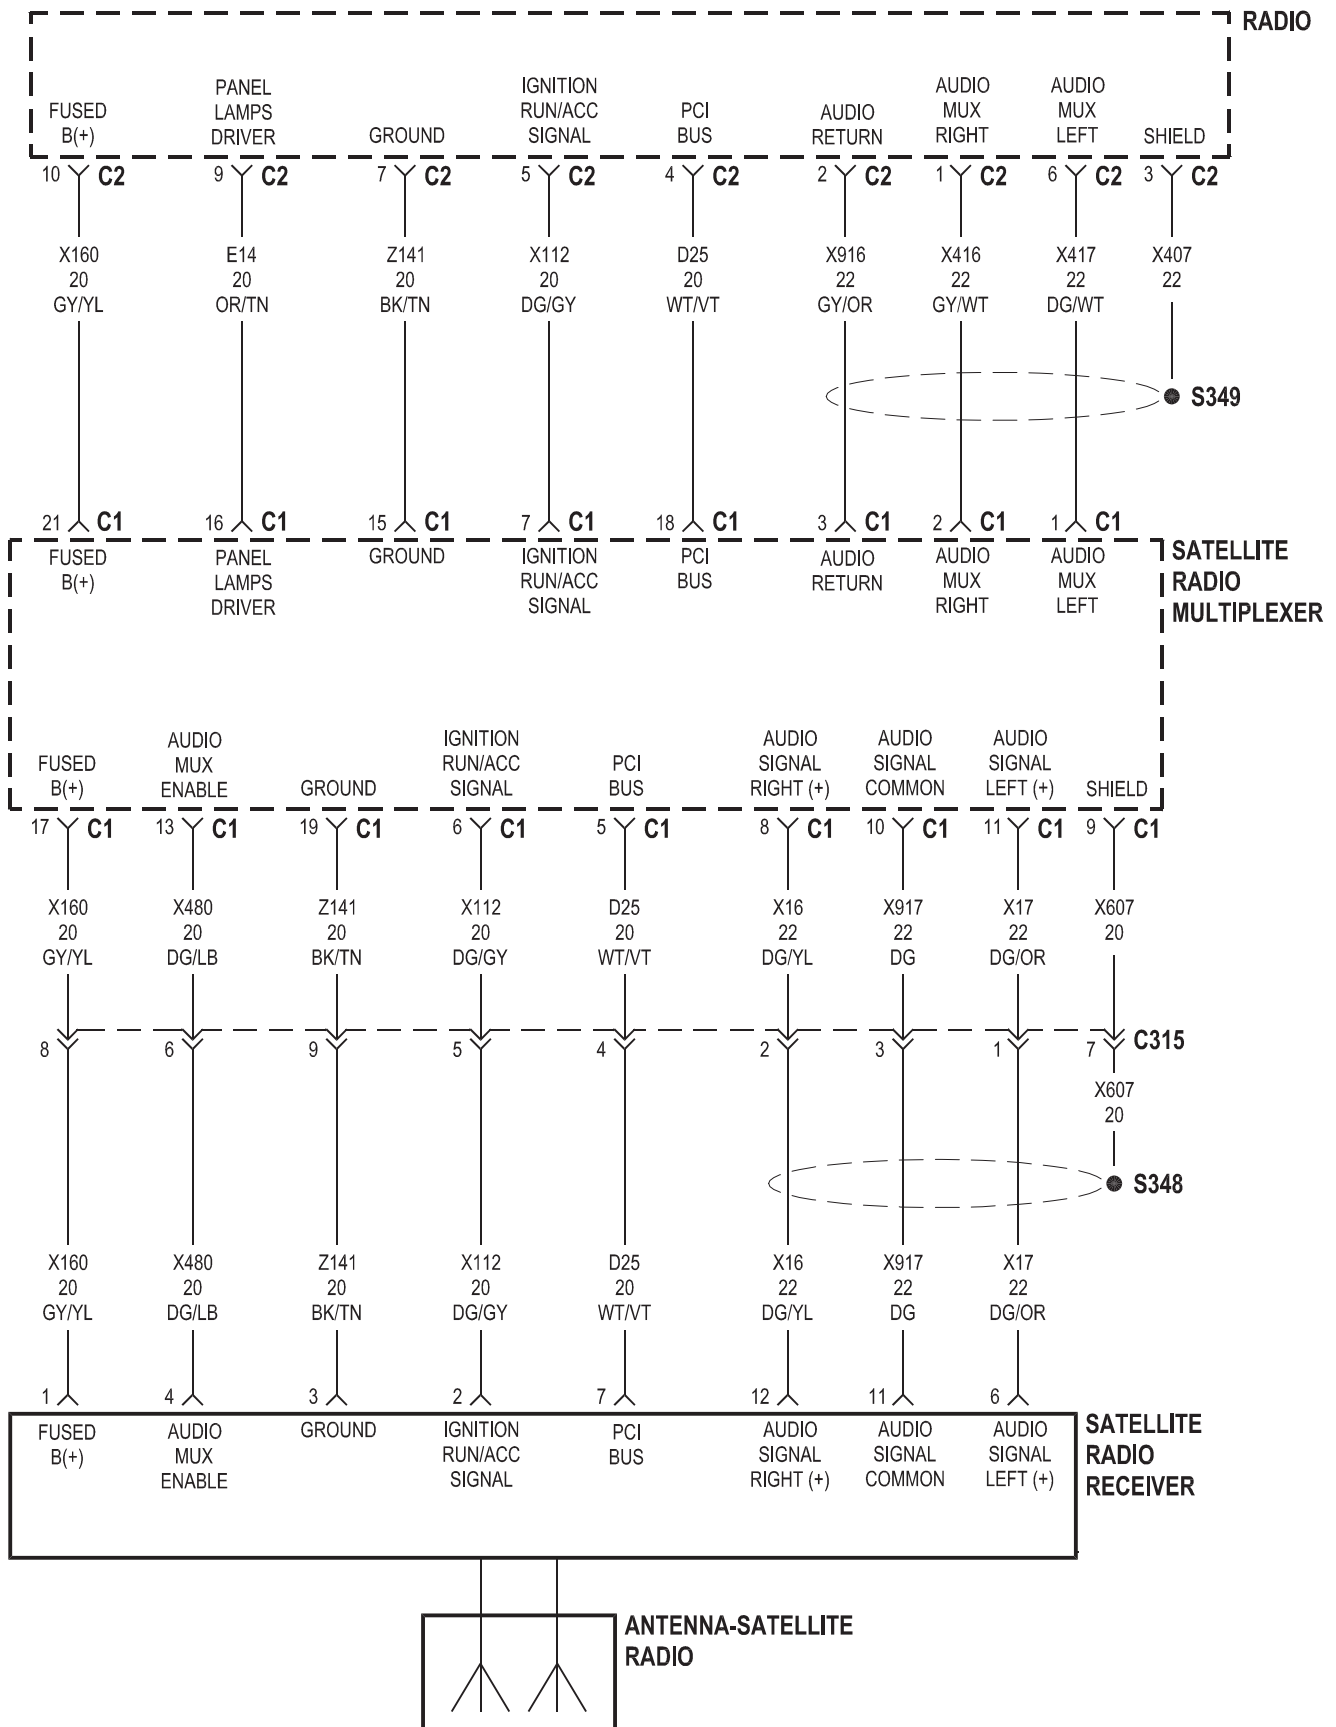 RADIO
FUSED
B(+)
PANEL
LAMPS
DRIVER
GROUND
IGNITION
RUN/ACC
SIGNAL
PCI
BUS
AUDIO
RETURN
AUDIO
MUX
RIGHT
AUDIO
MUX
LEFT
SHIELD
10 C2 9 C2 7 C2 5 C2 4 C2 2 C2 1 C2 6 C2 3 C2
X160 E14 Z141 X112 D25 X916 X416 X417 X407
20 20 20 20 20 22 22 22 22
GY/YL OR/TN BK/TN DG/GY WT/VT GY/OR GY/WT DG/WT
S349
21 C1 16 C1 15 C1 7 C1 18 C1 3 C1 2 C1 1 C1
FUSED
B(+)
PANEL
LAMPS
DRIVER
GROUND
IGNITION
RUN/ACC
SIGNAL
PCI
BUS
AUDIO
RETURN
AUDIO
MUX
RIGHT
AUDIO
MUX
LEFT
SATELLITE
RADIO
MULTIPLEXER
FUSED
B(+)
AUDIO
MUX
ENABLE
GROUND
IGNITION
RUN/ACC
SIGNAL
PCI
BUS
AUDIO
SIGNAL
RIGHT (+)
AUDIO
SIGNAL
COMMON
AUDIO
SIGNAL
LEFT (+)
SHIELD
17 C1 13 C1 19 C1 6 C1 5 C1 8 C1 10 C1 11 C1 9 C1
X160 X480 Z141 X112 D25 X16 X917 X17 X607
20 20 20 20 20 22 22 22 20
GY/YL DG/LB BK/TN DG/GY WT/VT DG/YL DG DG/OR
8 6 9 5 4 2 3 1 7 C315
X607
20
S348
X160 X480 Z141 X112 D25 X16 X917 X17
20 20 20 20 20 22 22 22
GY/YL DG/LB BK/TN DG/GY WT/VT DG/YL DG DG/OR
1 4 3 2 7 12 11 6
FUSED
B(+)
AUDIO
MUX
ENABLE
GROUND
IGNITION
RUN/ACC
SIGNAL
PCI
BUS
AUDIO
SIGNAL
RIGHT (+)
AUDIO
SIGNAL
COMMON
AUDIO
SIGNAL
LEFT (+)
SATELLITE
RADIO
RECEIVER
ANTENNA-SATELLITE
RADIO